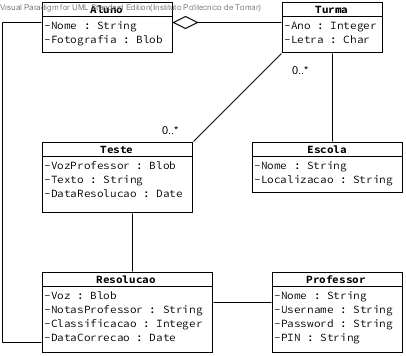 Visual Paradigm for UML Standard Edition(Instituto Politecnico de Tomar)
Aluno
-Nome : String
-Fotografia : Blob
Turma
-Ano : Integer
-Letra : Char
0..*
0..*
Teste
-VozProfessor : Blob
-Texto : String
-DataResolucao : Date
Escola
-Nome : String
-Localizacao : String
Resolucao
-Voz : Blob
-NotasProfessor : String
-Classificacao : Integer
-DataCorrecao : Date
Professor
-Nome : String
-Username : String
-Password : String
-PIN : String